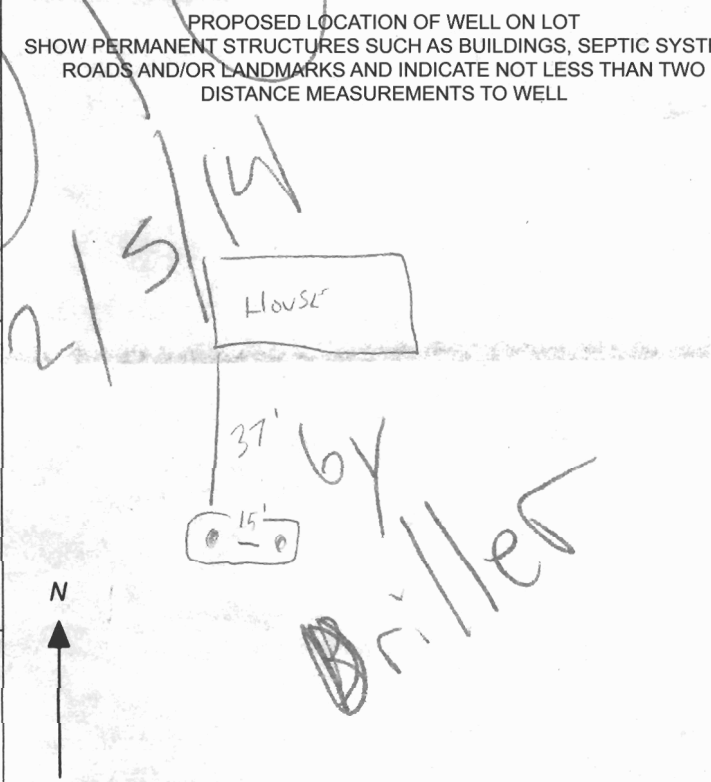 PROPOSED LOCATION OF WELL ON LOT
SHOW PERMANENT STRUCTURES SUCH AS BUILDINGS, SEPTIC SYSTE
ROADS AND/OR LANDMARKS AND INDICATE NOT LESS THAN TWO
DISTANCE MEASUREMENTS TO WELL
2/5/14
House
37'
by
15'
Driller
N